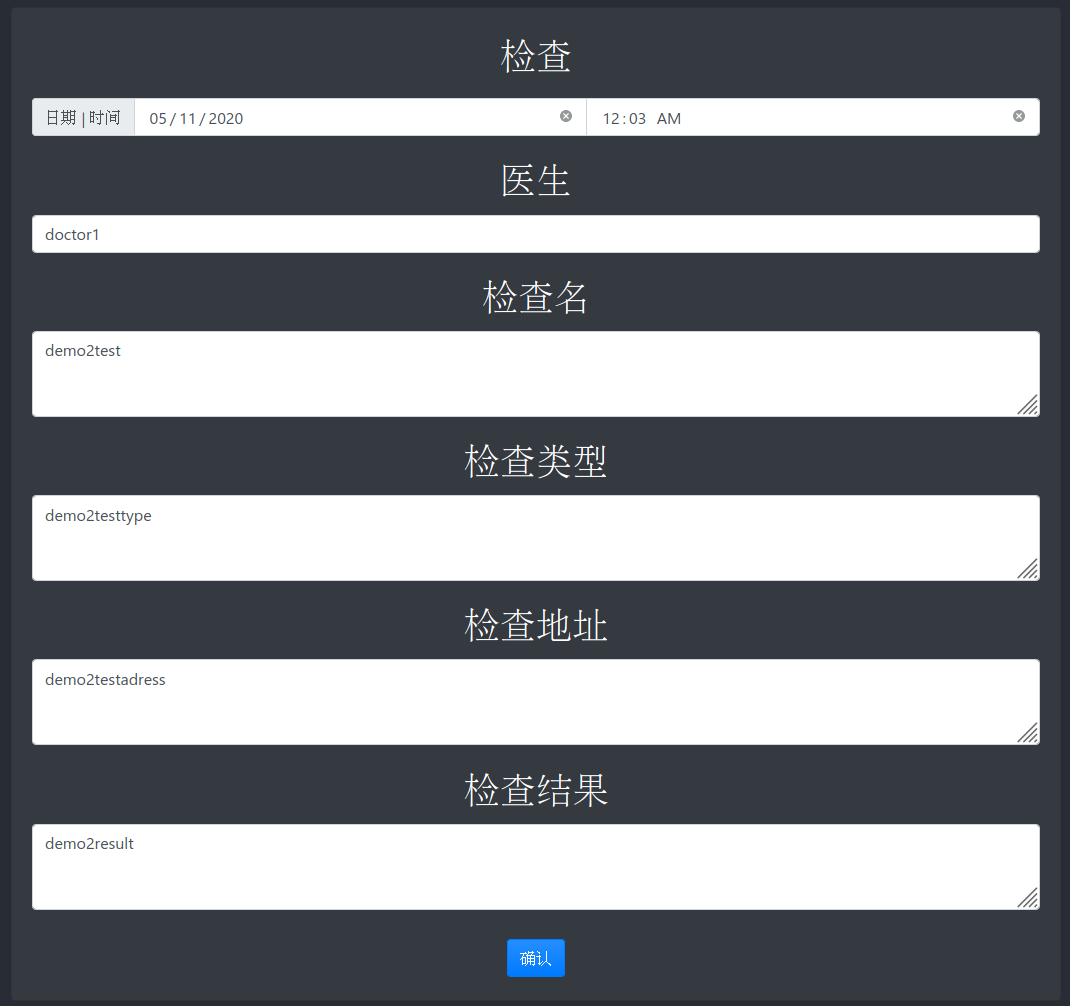 检查
日期 | 时间 05 / 11 / 2020 12 : 03 AM
医生
doctor1
检查名
demo2test
检查类型
demo2testtype
检查地址
demo2testadress
检查结果
demo2result
确认